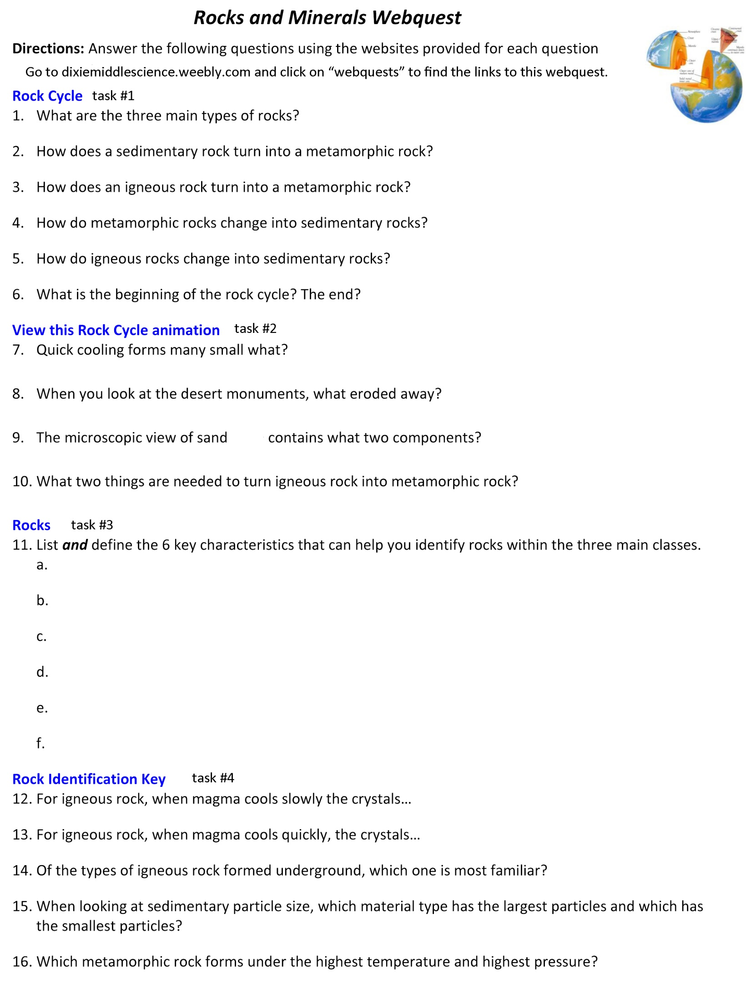 Rocks and Minerals Webquest
Directions: Answer the following questions using the websites provided for each question
Go to dixiemiddlescience.weebly.com and click on “webquests” to find the links to this webquest.
Rock Cycle task #1
1. What are the three main types of rocks?
2. How does a sedimentary rock turn into a metamorphic rock?
3. How does an igneous rock turn into a metamorphic rock?
4. How do metamorphic rocks change into sedimentary rocks?
5. How do igneous rocks change into sedimentary rocks?
6. What is the beginning of the rock cycle? The end?
View this Rock Cycle animation task #2
7. Quick cooling forms many small what?
8. When you look at the desert monuments, what eroded away?
9. The microscopic view of sand contains what two components?
10. What two things are needed to turn igneous rock into metamorphic rock?
Rocks task #3
11. List and define the 6 key characteristics that can help you identify rocks within the three main classes.
a.
b.
c.
d.
e.
f.
Rock Identification Key task #4
12. For igneous rock, when magma cools slowly the crystals…
13. For igneous rock, when magma cools quickly, the crystals…
14. Of the types of igneous rock formed underground, which one is most familiar?
15. When looking at sedimentary particle size, which material type has the largest particles and which has
the smallest particles?
16. Which metamorphic rock forms under the highest temperature and highest pressure?